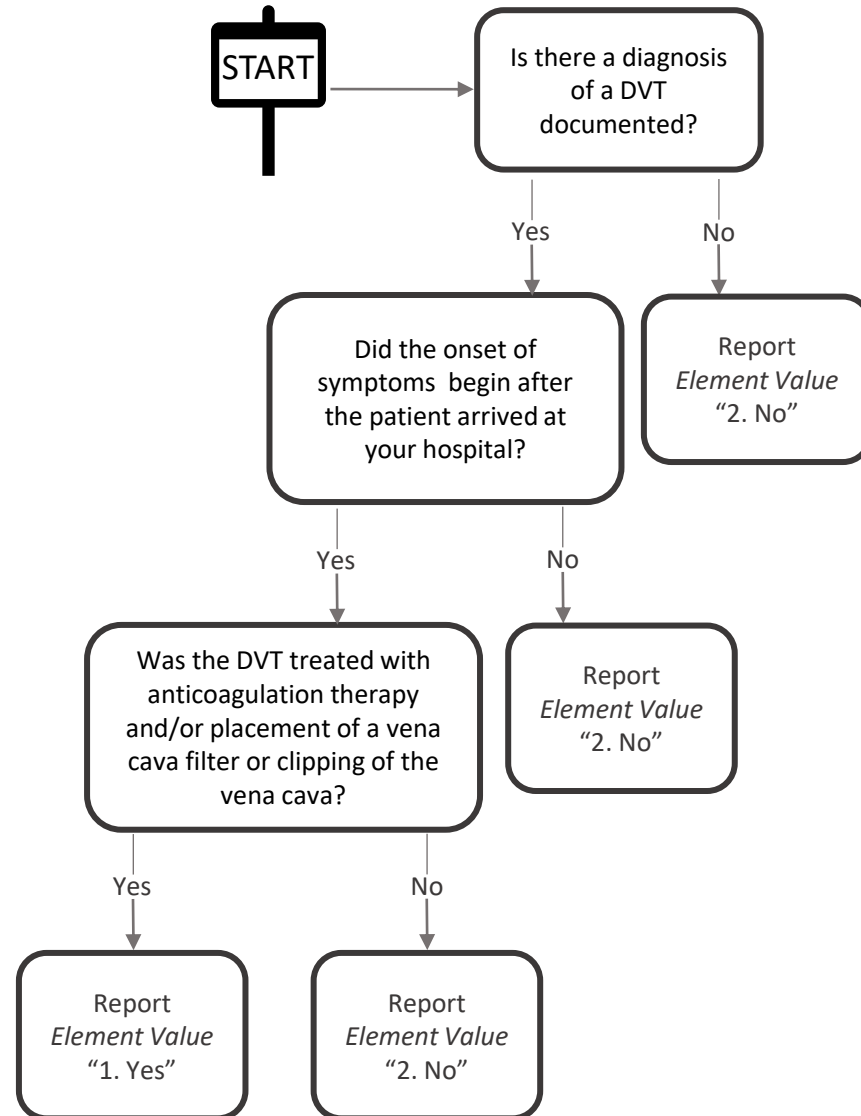 START
Is there a diagnosis
of a DVT
documented?
Yes
No
Did the onset of
symptoms  begin after
the patient arrived at
your hospital?
Report
Element Value
“2. No”
Yes
No
Was the DVT treated with
anticoagulation therapy
and/or placement of a vena
cava filter or clipping of the
vena cava?
Report
Element Value
“2. No”
Yes
No
Report
Element Value
“1. Yes”
Report
Element Value
“2. No”